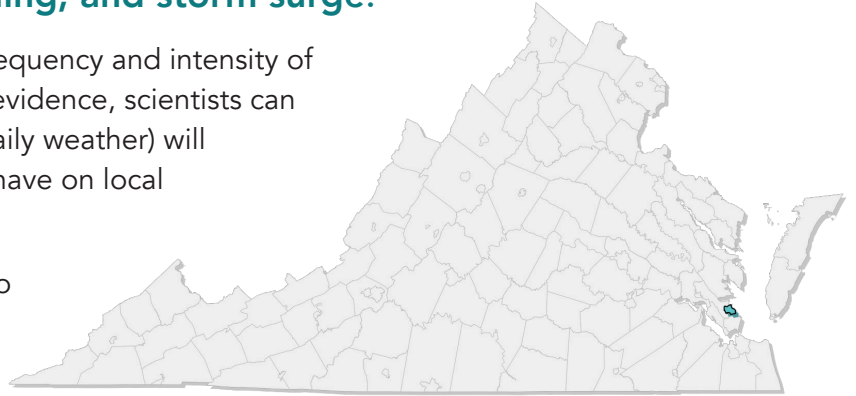 ing, and storm surge?
equency and intensity of
evidence, scientists can
aily weather) will
have on local
o